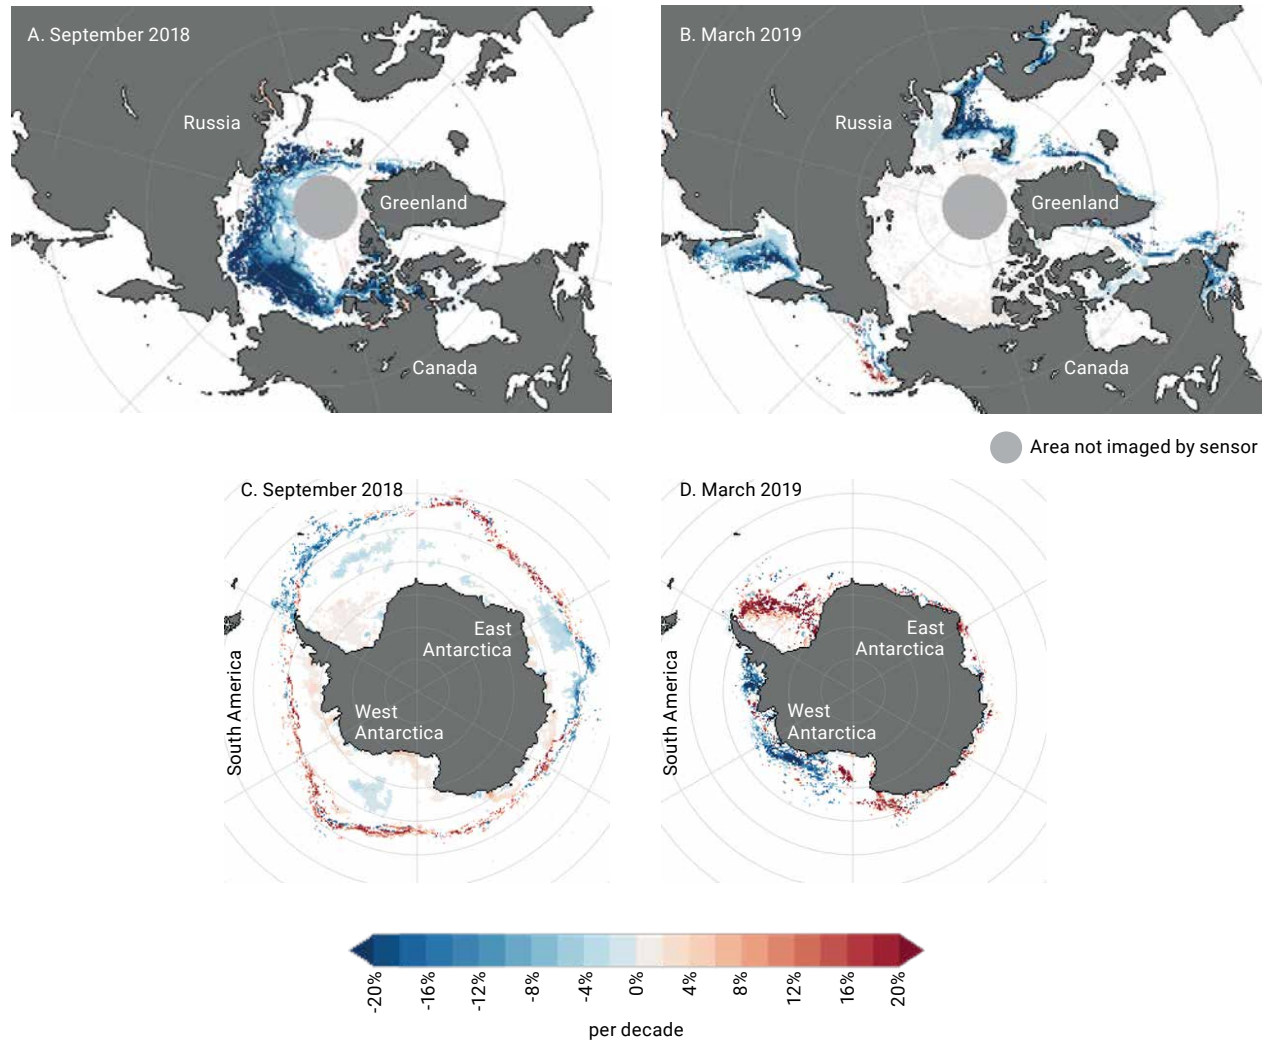 A. September 2018
Russia
Greenland
Canada
B. March 2019
Russia
Greenland
Canada
Area not imaged by sensor
C. September 2018
East
Antarctica
West
Antarctica
South America
D. March 2019
East
Antarctica
West
Antarctica
South America
-20%
-16%
-12%
-8%
-4%
0%
4%
8%
12%
16%
20%
per decade